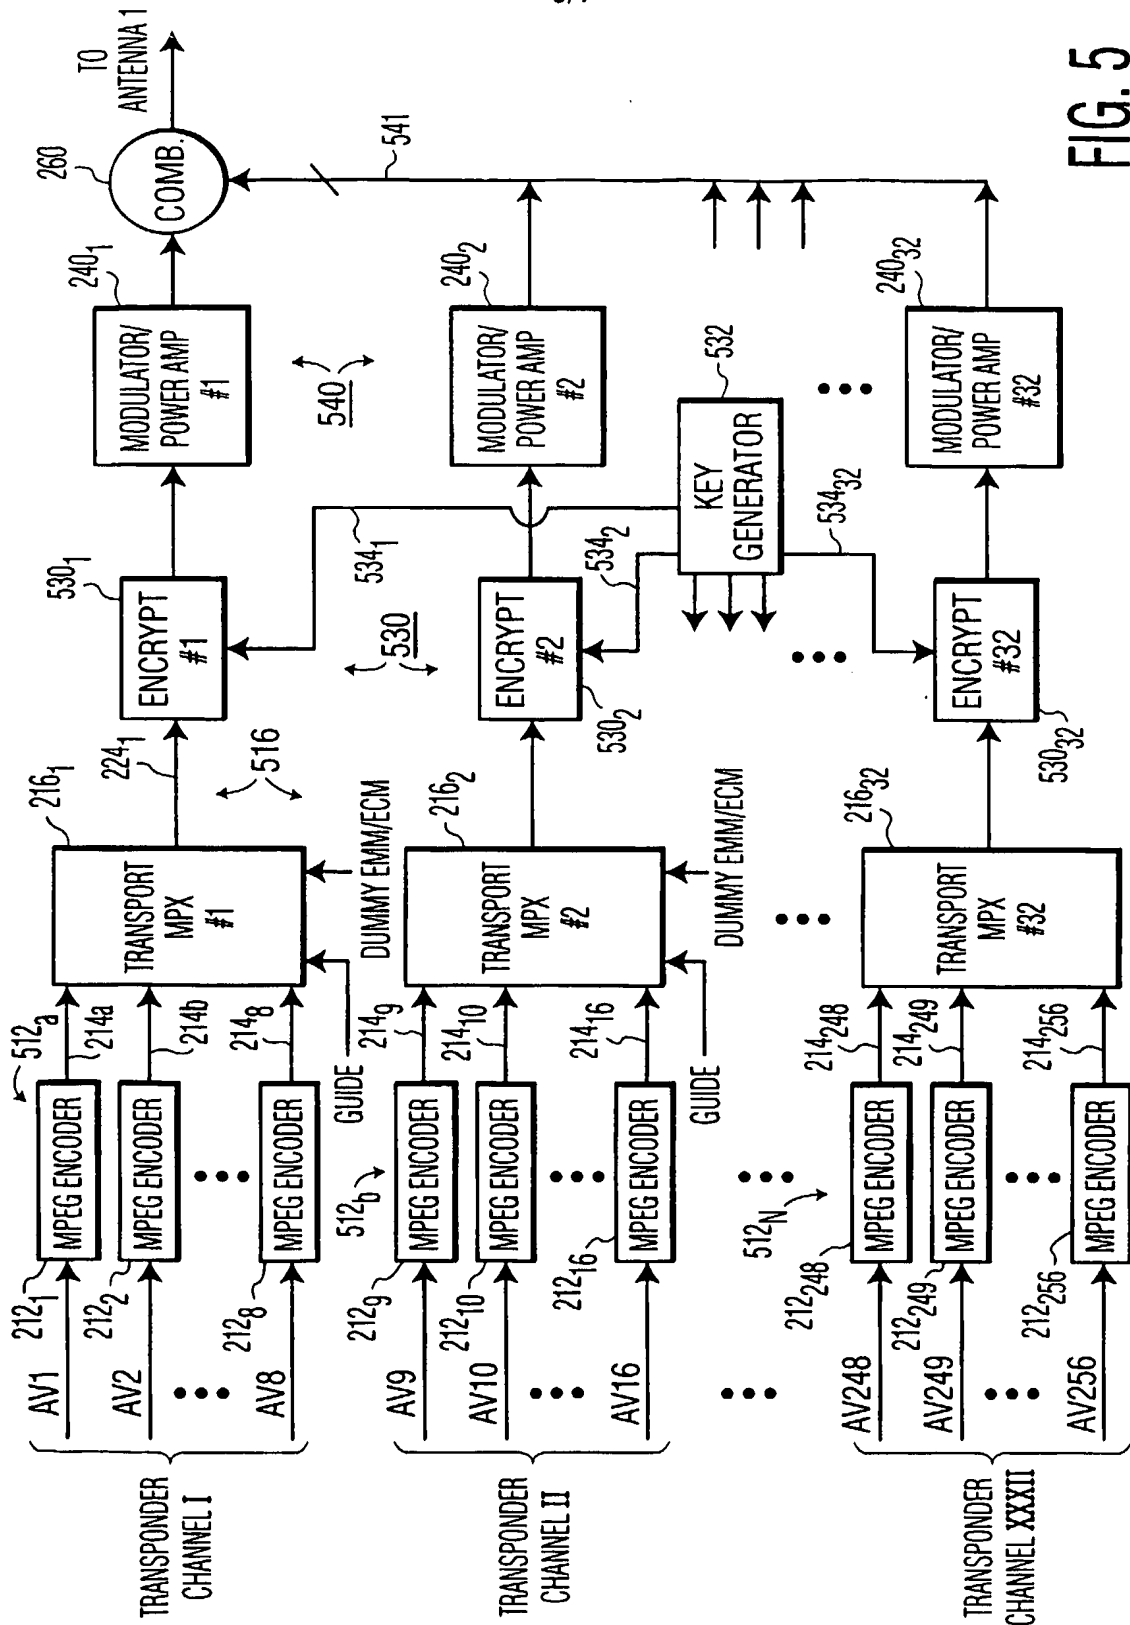 TRANSPONDER
CHANNEL I
AV1
AV2
AV8
212₁
212₂
212₈
MPEG ENCODER
MPEG ENCODER
MPEG ENCODER
512ₐ
214a
214b
214₈
GUIDE
DUMMY EMM/ECM
TRANSPORT
MPX
#1
216₁
224₁
516
ENCRYPT
#1
530₁
530
534₁
MODULATOR/
POWER AMP
#1
240₁
540
COMB.
260
TO
ANTENNA 1
541
TRANSPONDER
CHANNEL II
AV9
AV10
AV16
212₉
212₁₀
212₁₆
MPEG ENCODER
MPEG ENCODER
MPEG ENCODER
512b
214₉
214₁₀
214₁₆
GUIDE
DUMMY EMM/ECM
TRANSPORT
MPX
#2
216₂
ENCRYPT
#2
530₂
534₂
MODULATOR/
POWER AMP
#2
240₂
KEY
GENERATOR
532
534₃₂
TRANSPONDER
CHANNEL XXXII
AV248
AV249
AV256
212₂₄₈
212₂₄₉
212₂₅₆
MPEG ENCODER
MPEG ENCODER
MPEG ENCODER
512N
214₂₄₈
214₂₄₉
214₂₅₆
TRANSPORT
MPX
#32
216₃₂
ENCRYPT
#32
530₃₂
MODULATOR/
POWER AMP
#32
240₃₂
FIG. 5